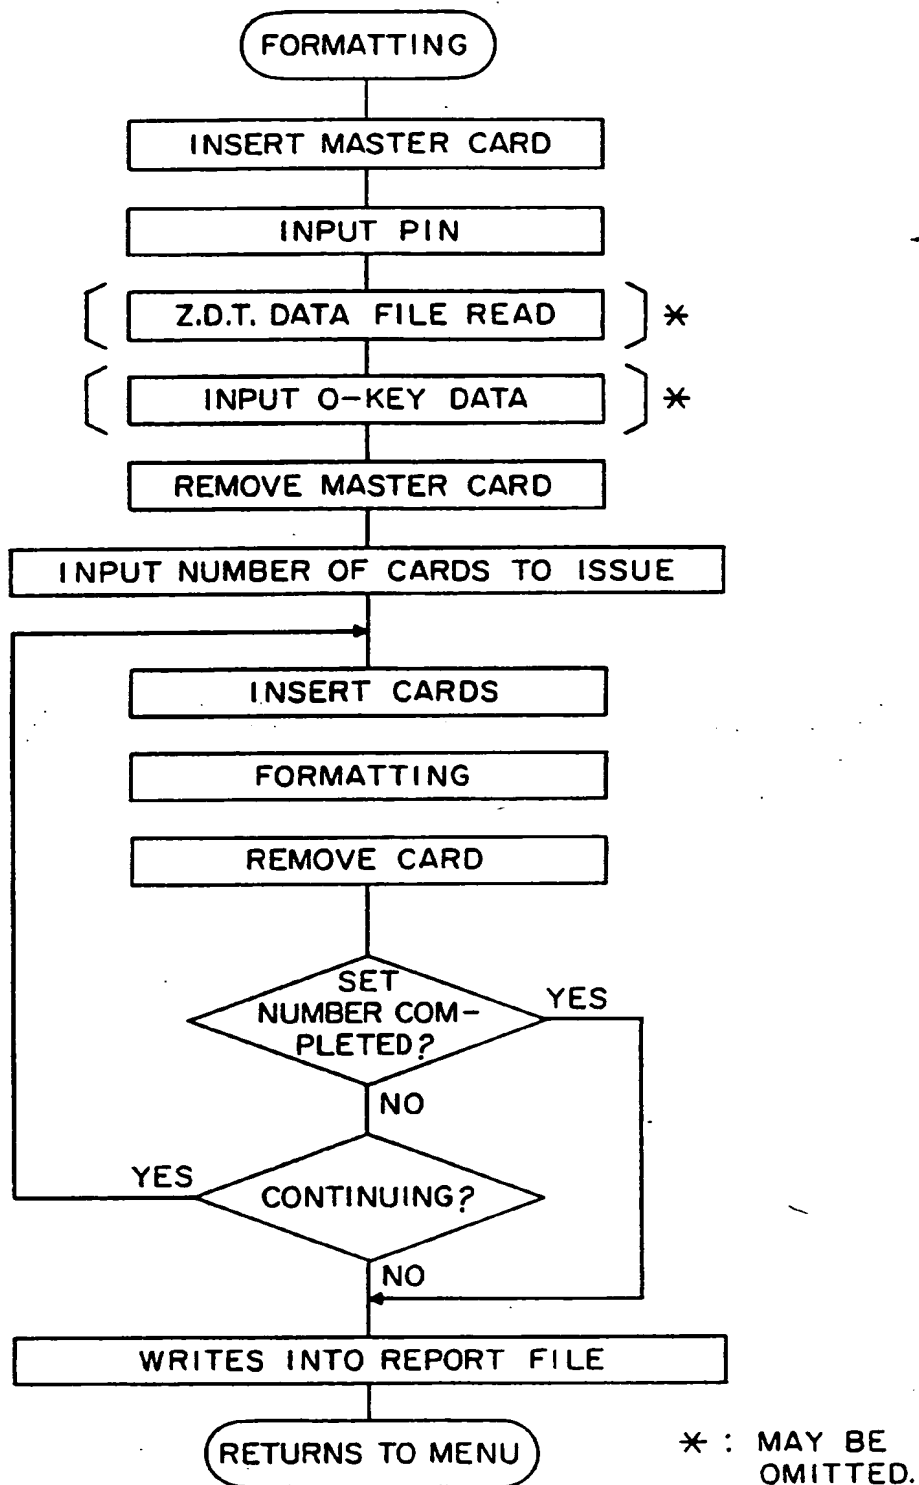 FORMATTING
INSERT MASTER CARD
INPUT PIN
Z.D.T. DATA FILE READ *
INPUT O-KEY DATA *
REMOVE MASTER CARD
INPUT NUMBER OF CARDS TO ISSUE
INSERT CARDS
FORMATTING
REMOVE CARD
SET
NUMBER COM-
PLETED?
YES
NO
YES
CONTINUING?
NO
WRITES INTO REPORT FILE
RETURNS TO MENU
* : MAY BE
OMITTED.